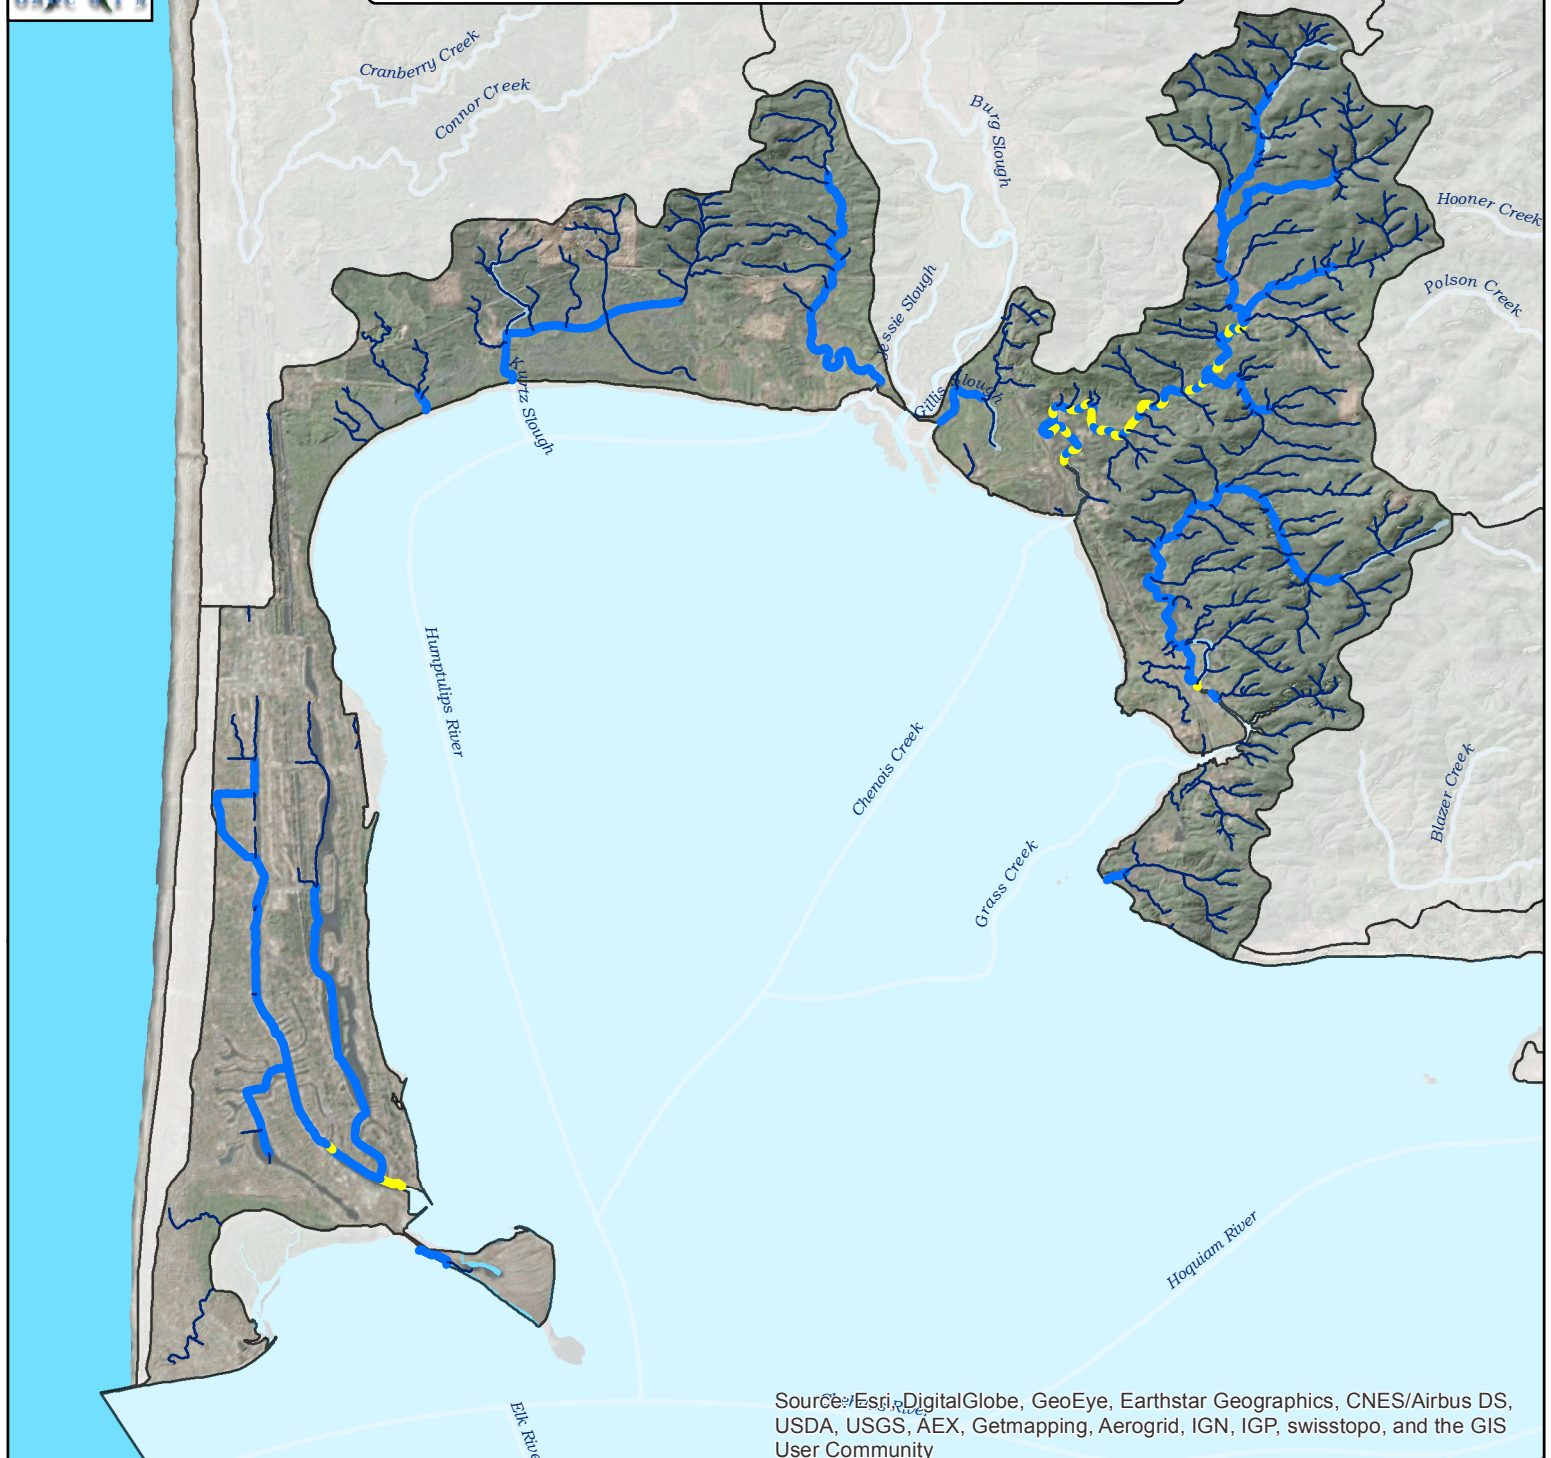 Cranberry Creek
Connor Creek
Burg Slough
Hooner Creek
Polson Creek
Jessie Slough
Gillis Slough
Kurtz Slough
Humptulips River
Chenois Creek
Grass Creek
Blazer Creek
Hoquiam River
Elk Rive
Source: Esri, DigitalGlobe, GeoEye, Earthstar Geographics, CNES/Airbus DS,
USDA, USGS, AEX, Getmapping, Aerogrid, IGN, IGP, swisstopo, and the GIS
User Community